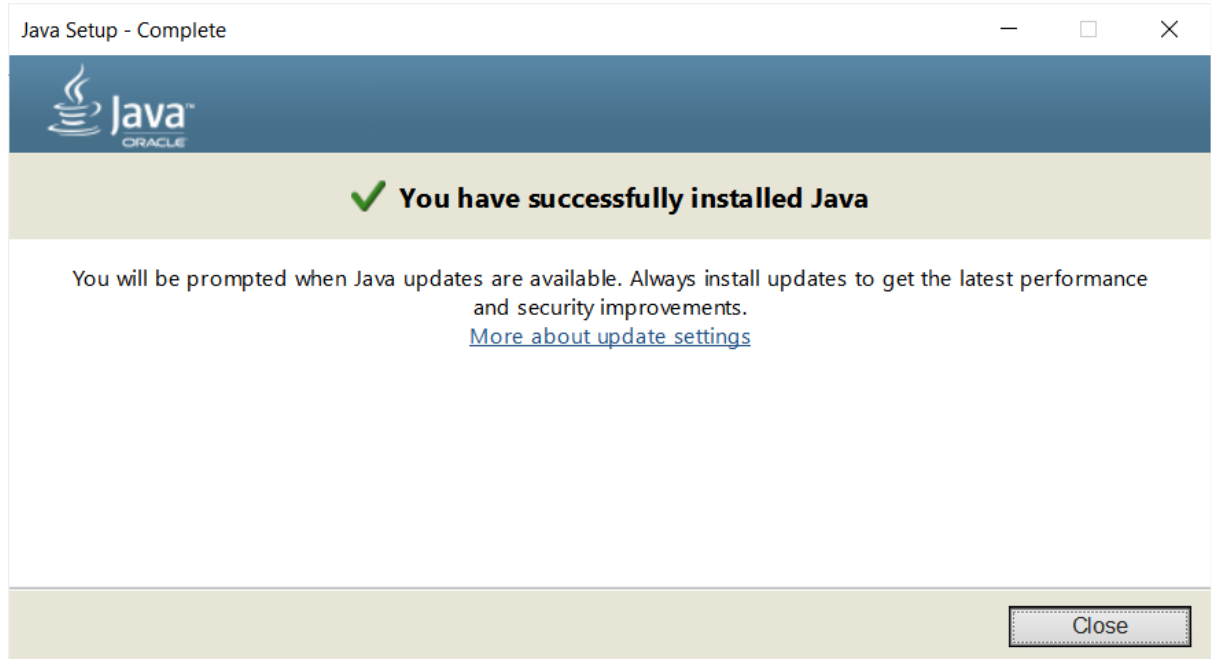 Java Setup - Complete
Java™
ORACLE
You have successfully installed Java
You will be prompted when Java updates are available. Always install updates to get the latest performance
and security improvements.
More about update settings
Close